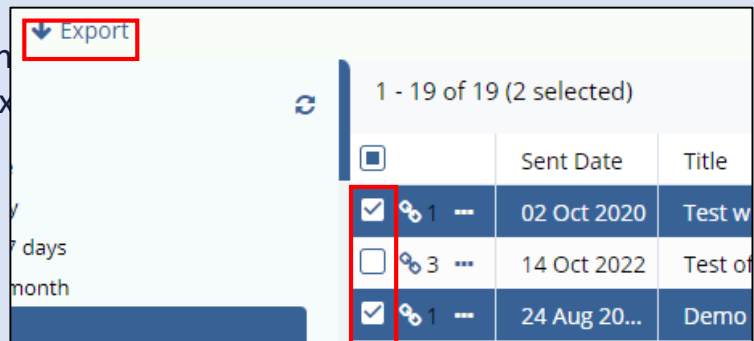 Export
1 - 19 of 19 (2 selected)
Sent Date Title
1 ... 02 Oct 2020 Test w
7 days
3 ... 14 Oct 2022 Test of
month
1 ... 24 Aug 20... Demo